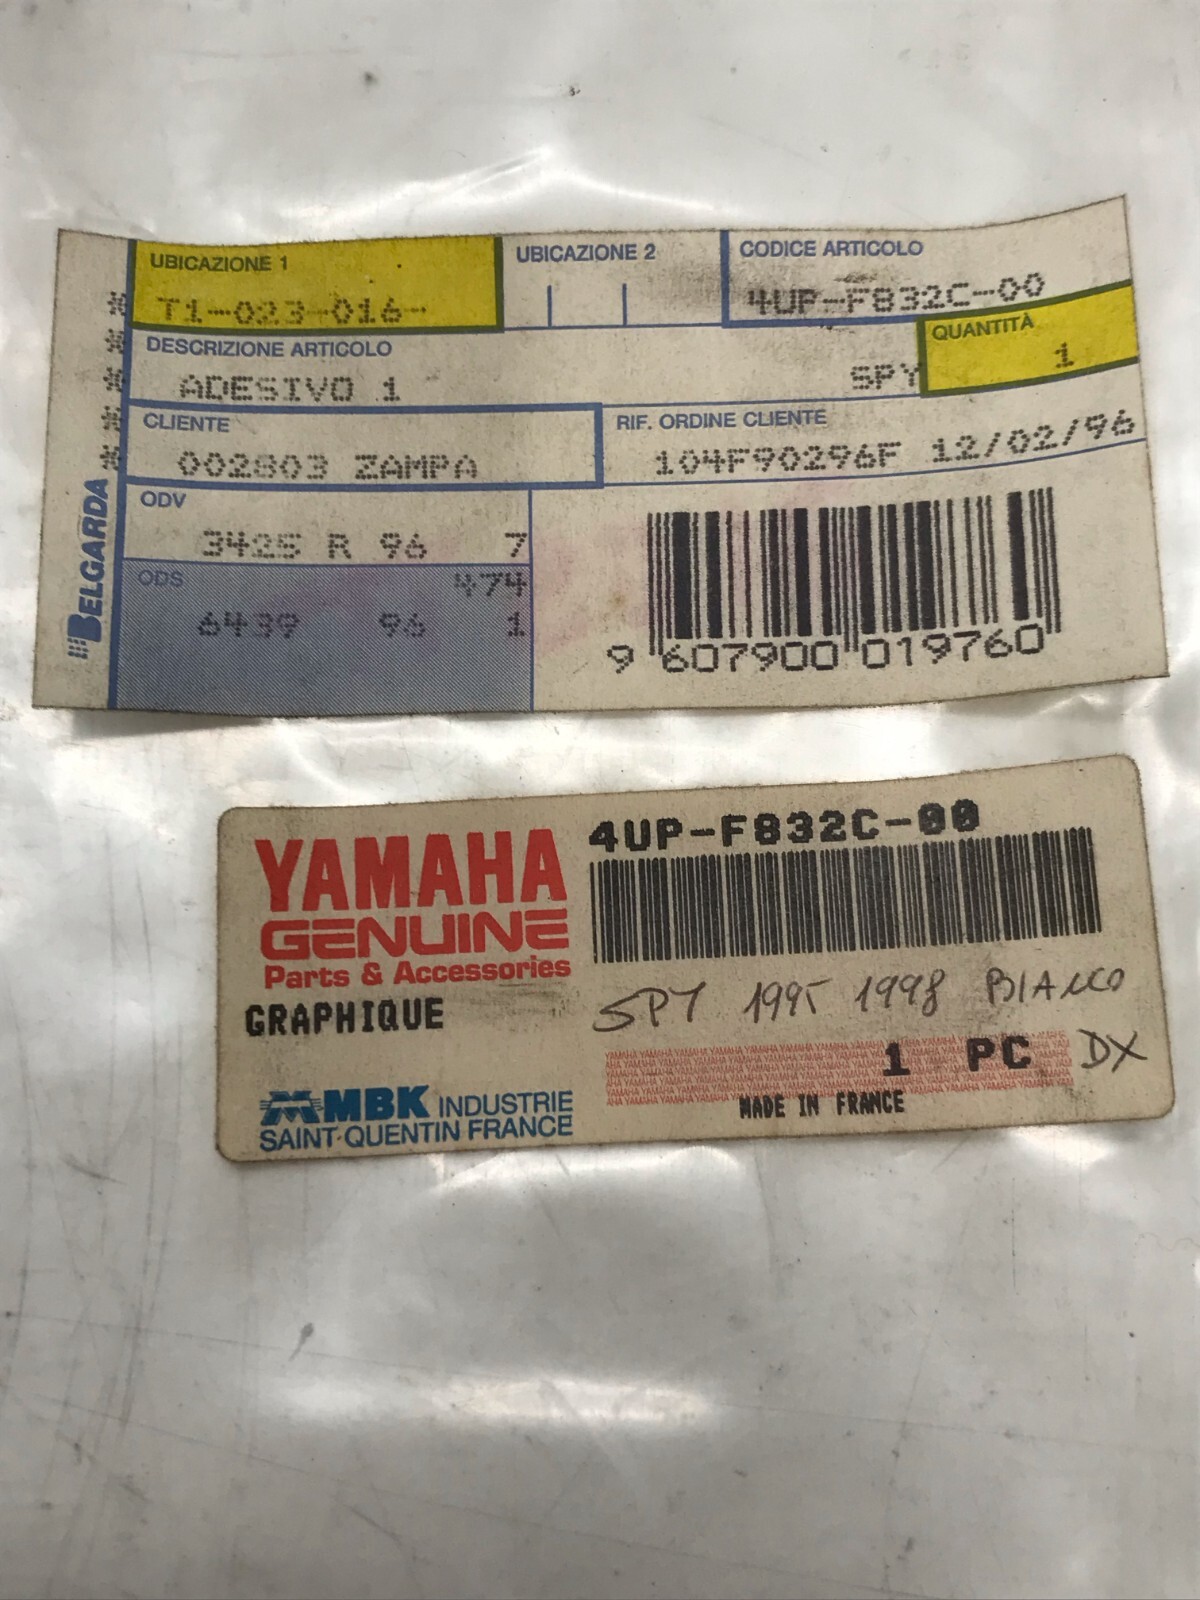 UBICAZIONE 1
T1-023-016-
UBICAZIONE 2
CODICE ARTICOLO
4UP-F832C-00
DESCRIZIONE ARTICOLO
ADESIVO 1 SPY
QUANTITÀ
1
CLIENTE
002803 ZAMPA
RIF. ORDINE CLIENTE
104F90296F 12/02/96
ODV
3425 R 96 7
ODS 474
6439 96 1
BELGARDA
9 607900 019760
YAMAHA
GENUINE
Parts & Accessories
GRAPHIQUE
4UP-F832C-00
SPY 1995 1998 BIANCO
DX
1 PC
MADE IN FRANCE
MBK INDUSTRIE
SAINT-QUENTIN FRANCE